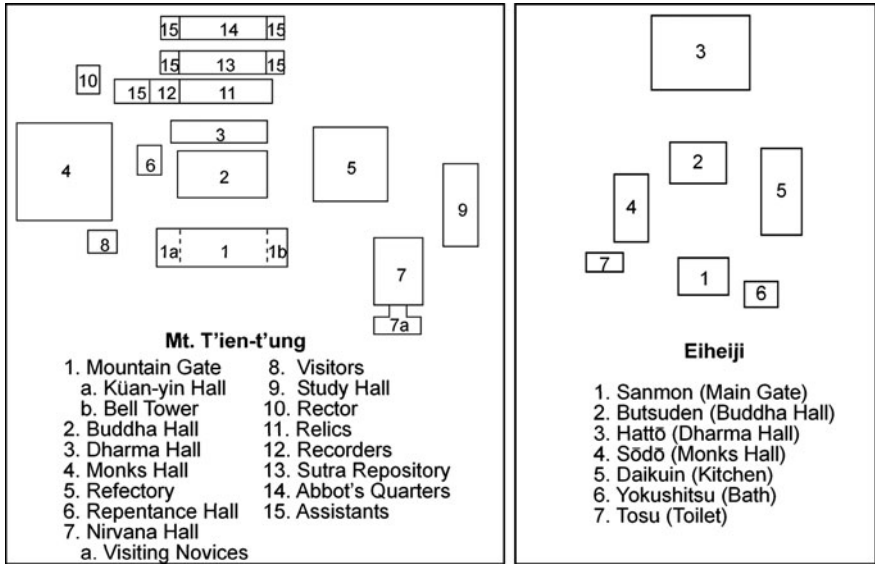 15 14 15
15 13 15
10
15 12 11
3
4
6
2
5
9
8
1a 1 1b
7
7a
Mt. T'ien-t'ung
1. Mountain Gate
a. Küan-yin Hall
b. Bell Tower
2. Buddha Hall
3. Dharma Hall
4. Monks Hall
5. Refectory
6. Repentance Hall
7. Nirvana Hall
a. Visiting Novices
8. Visitors
9. Study Hall
10. Rector
11. Relics
12. Recorders
13. Sutra Repository
14. Abbot's Quarters
15. Assistants
3
2
4
5
7
1
6
Eiheiji
1. Sanmon (Main Gate)
2. Butsuden (Buddha Hall)
3. Hattō (Dharma Hall)
4. Sōdō (Monks Hall)
5. Daikuin (Kitchen)
6. Yokushitsu (Bath)
7. Tosu (Toilet)